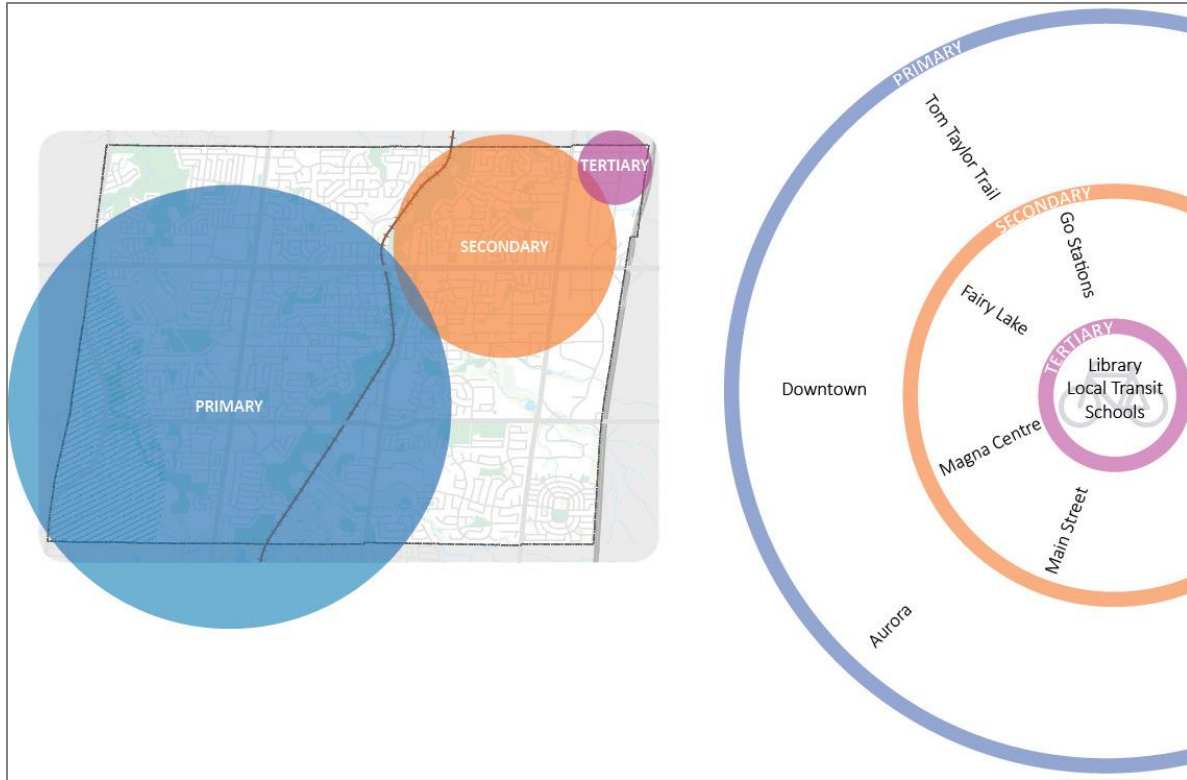 TERTIARY
SECONDARY
PRIMARY
PRIMARY
Tom Taylor Trail
SECONDARY
Go Stations
Fairy Lake
TERTIARY
Library
Local Transit
Schools
Downtown
Magna Centre
Main Street
Aurora